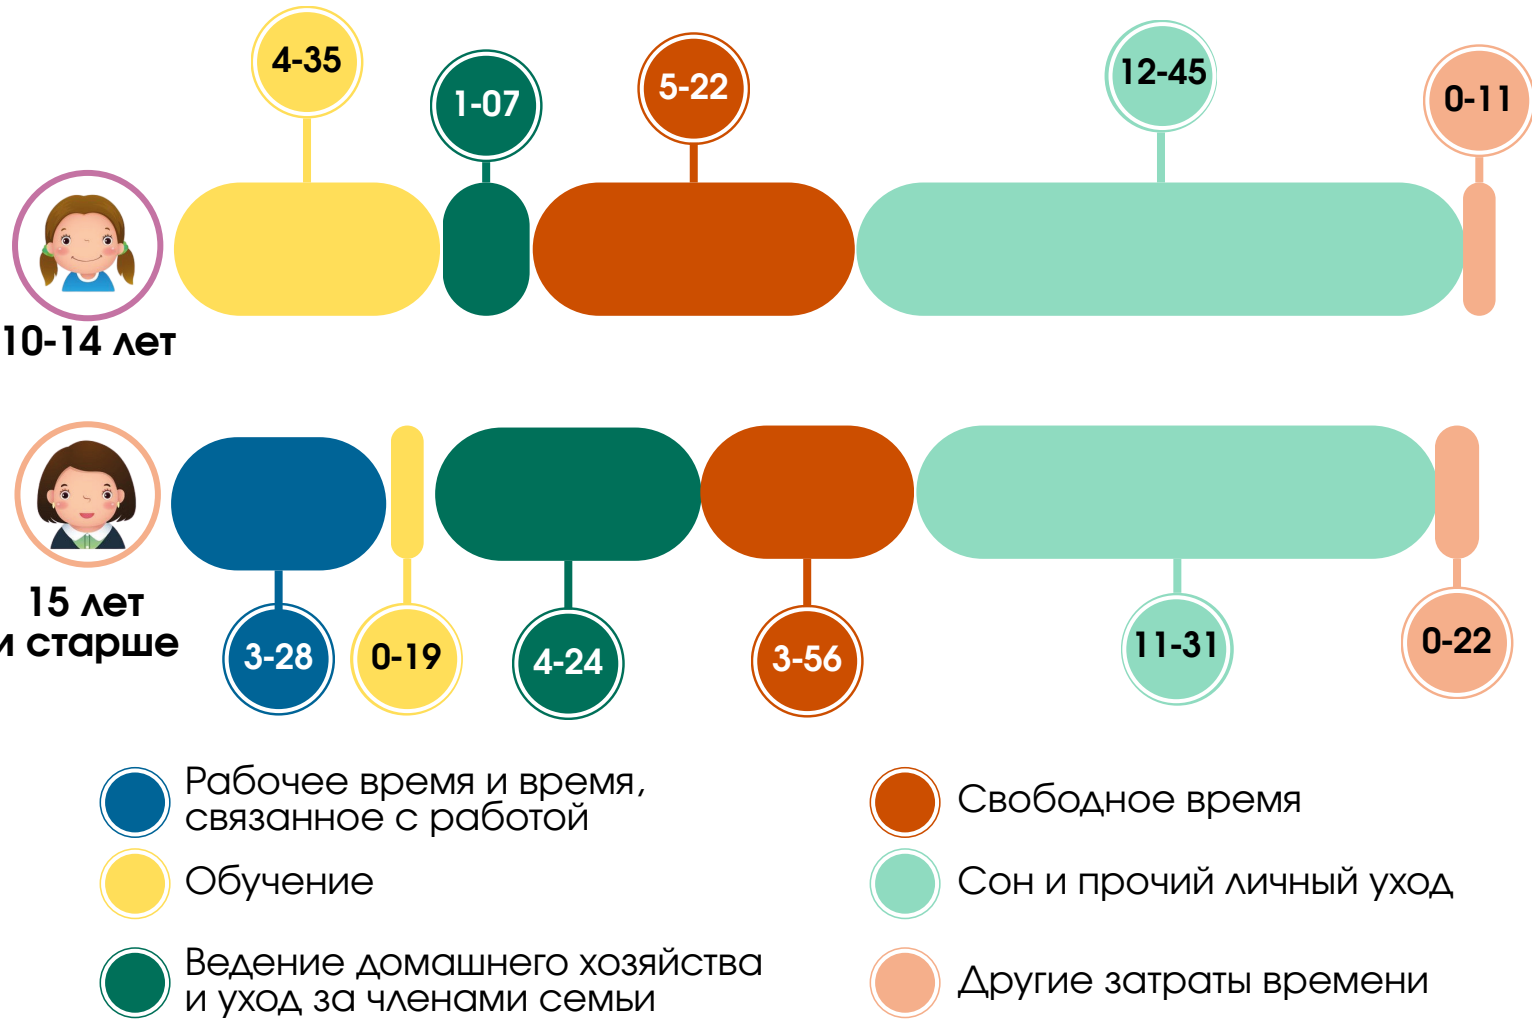 4-35
1-07
5-22
12-45
0-11
10-14 лет
15 лет
и старше
3-28
0-19
4-24
3-56
11-31
0-22
Рабочее время и время,
связанное с работой
Обучение
Ведение домашнего хозяйства
и уход за членами семьи
Свободное время
Сон и прочий личный уход
Другие затраты времени